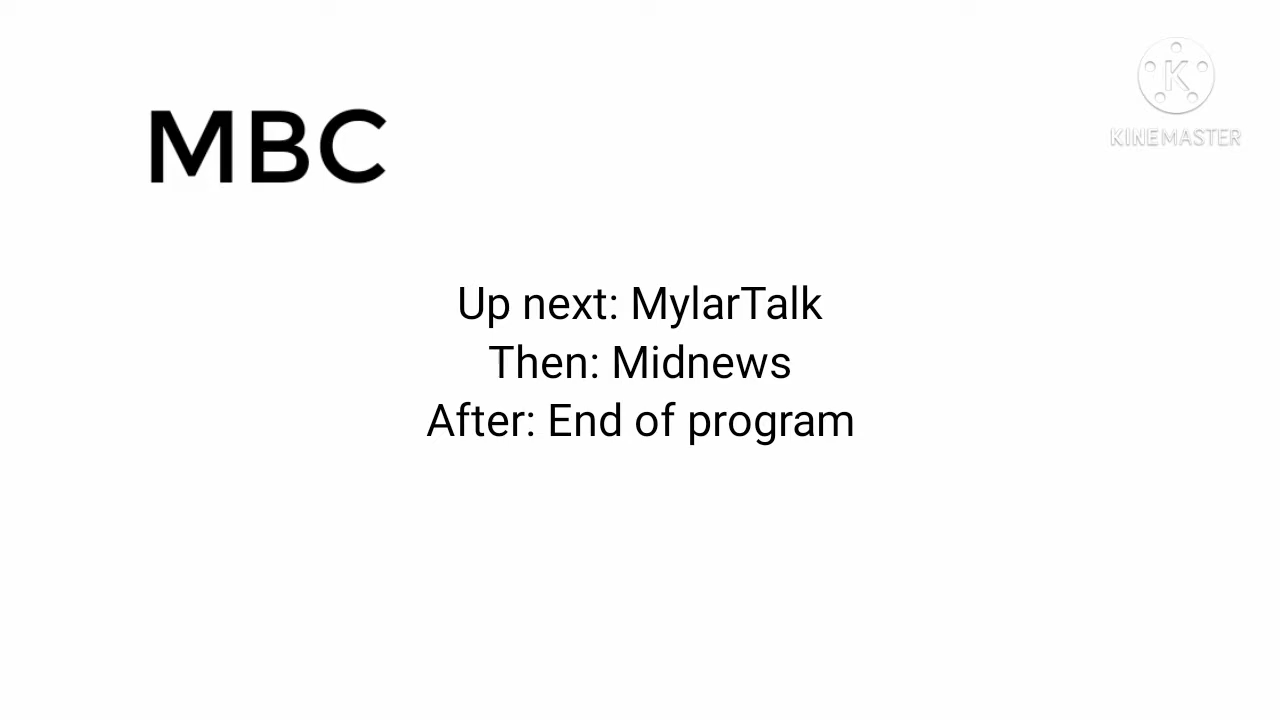 MBC
K
KINEMASTER
Up next: MylarTalk
Then: Midnews
After: End of program